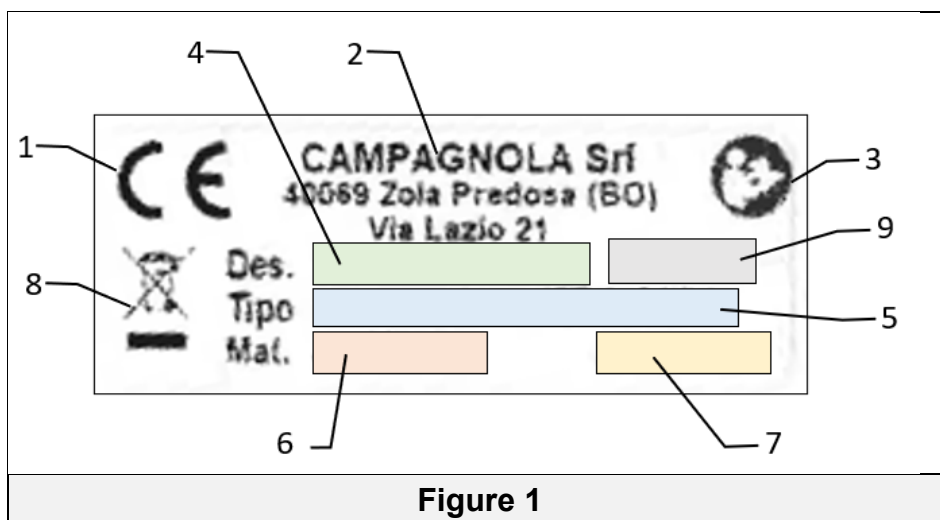 4
2
1
CE
CAMPAGNOLA Srl
3
40069 Zola Predosa (BO)
Via Lazio 21
9
8
Des.
Tipo
5
Mat.
6
7
Figure 1